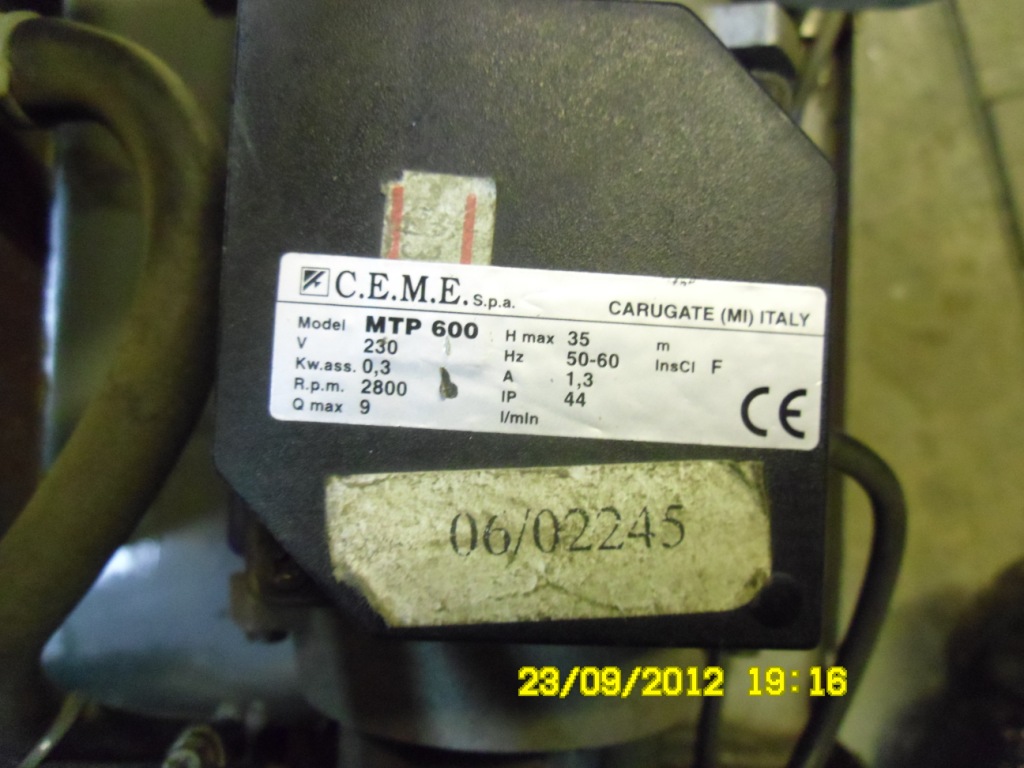 C.E.M.E. S.p.a. CARUGATE (MI) ITALY
Model MTP 600 H max 35 m
V 230 Hz 50-60 InsCl F
Kw.ass. 0,3 A 1,3
R.p.m. 2800 IP 44
Q max 9 l/min
CE
06/02245
23/09/2012 19:16